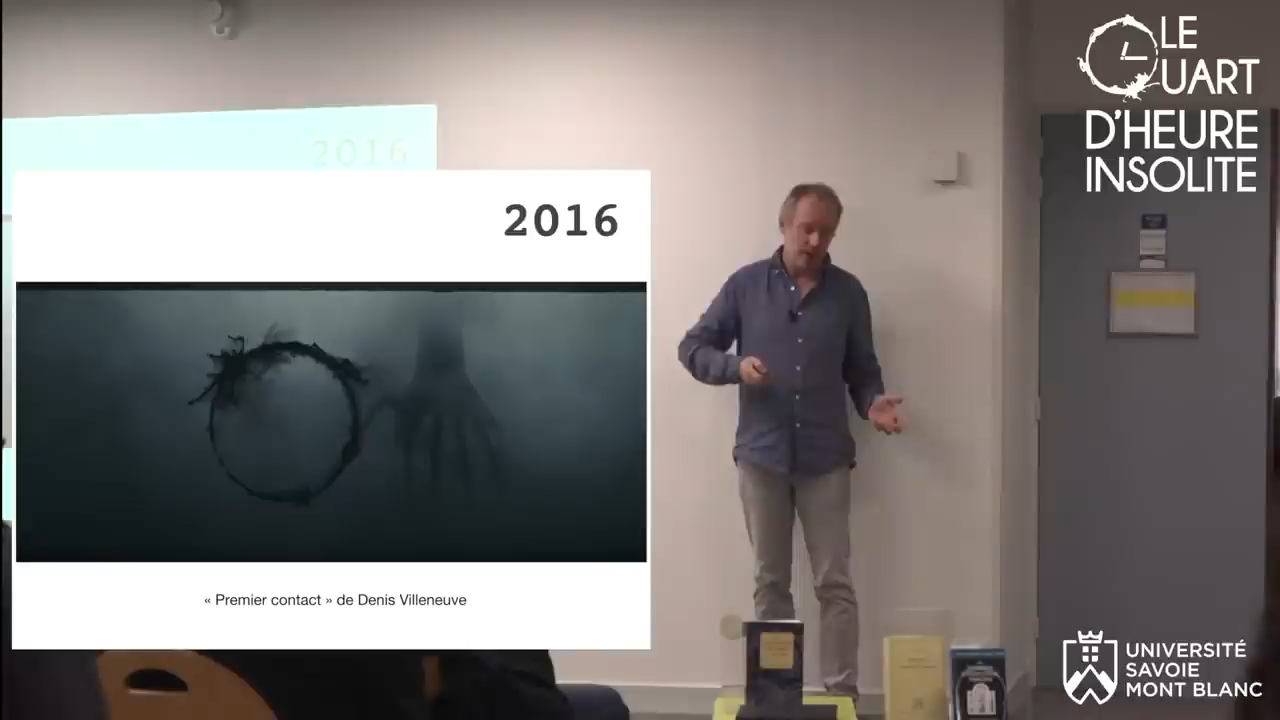 LE
QUART
D'HEURE
INSOLITE
2016
2016
« Premier contact » de Denis Villeneuve
UNIVERSITÉ
SAVOIE
MONT BLANC